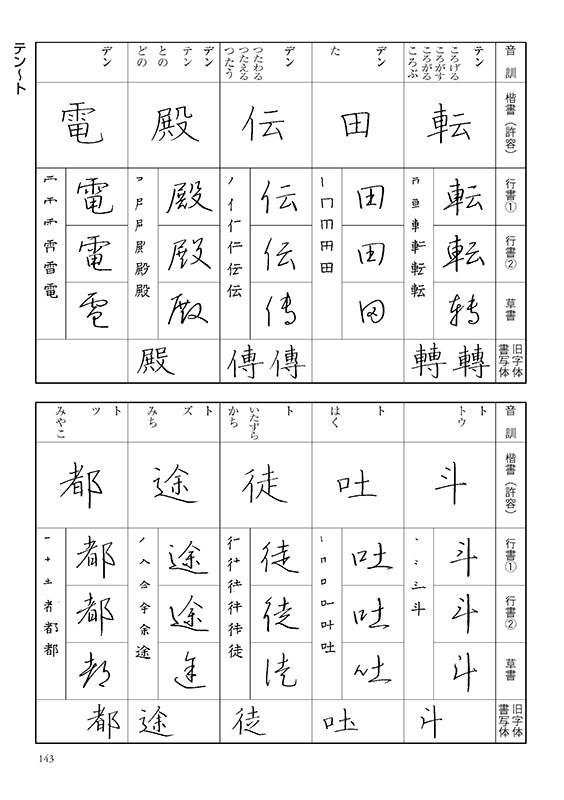 テン〜ト
音 訓
楷書（許容）
行書①
行書②
草書
旧字体
書写体
テン
ころげる
ころがす
ころがる
ころぶ
転
転
転
転
轉 轉
デン
た
田
田
田
田
デン
つたわる
つたえる
つたう
伝
伝
伝
伝
傳 傳
デン
テン
との
どの
殿
殿
殿
殿
殿
デン
電
電
電
電
音 訓
楷書（許容）
行書①
行書②
草書
旧字体
書写体
ト
トウ
斗
斗
斗
斗
斗
ト
はく
吐
吐
吐
吐
吐
ト
いたずら
かち
徒
徒
徒
徒
徒
ト
ズ
みち
途
途
途
途
途
ト
ツ
みやこ
都
都
都
都
都
143